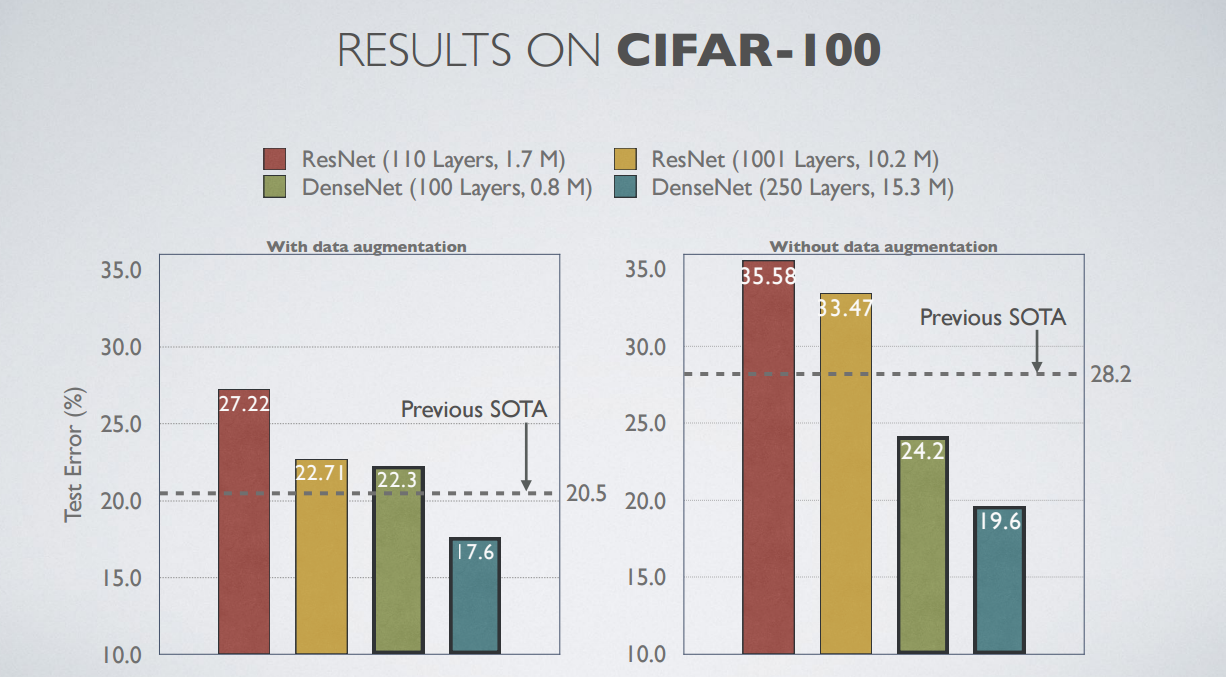 RESULTS ON CIFAR-100
ResNet (110 Layers, 1.7 M)
ResNet (1001 Layers, 10.2 M)
DenseNet (100 Layers, 0.8 M)
DenseNet (250 Layers, 15.3 M)
With data augmentation
Test Error (%)
35.0
30.0
25.0
20.0
15.0
10.0
27.22
22.71
22.3
17.6
Previous SOTA
20.5
Without data augmentation
35.0
30.0
25.0
20.0
15.0
10.0
35.58
33.47
24.2
19.6
Previous SOTA
28.2